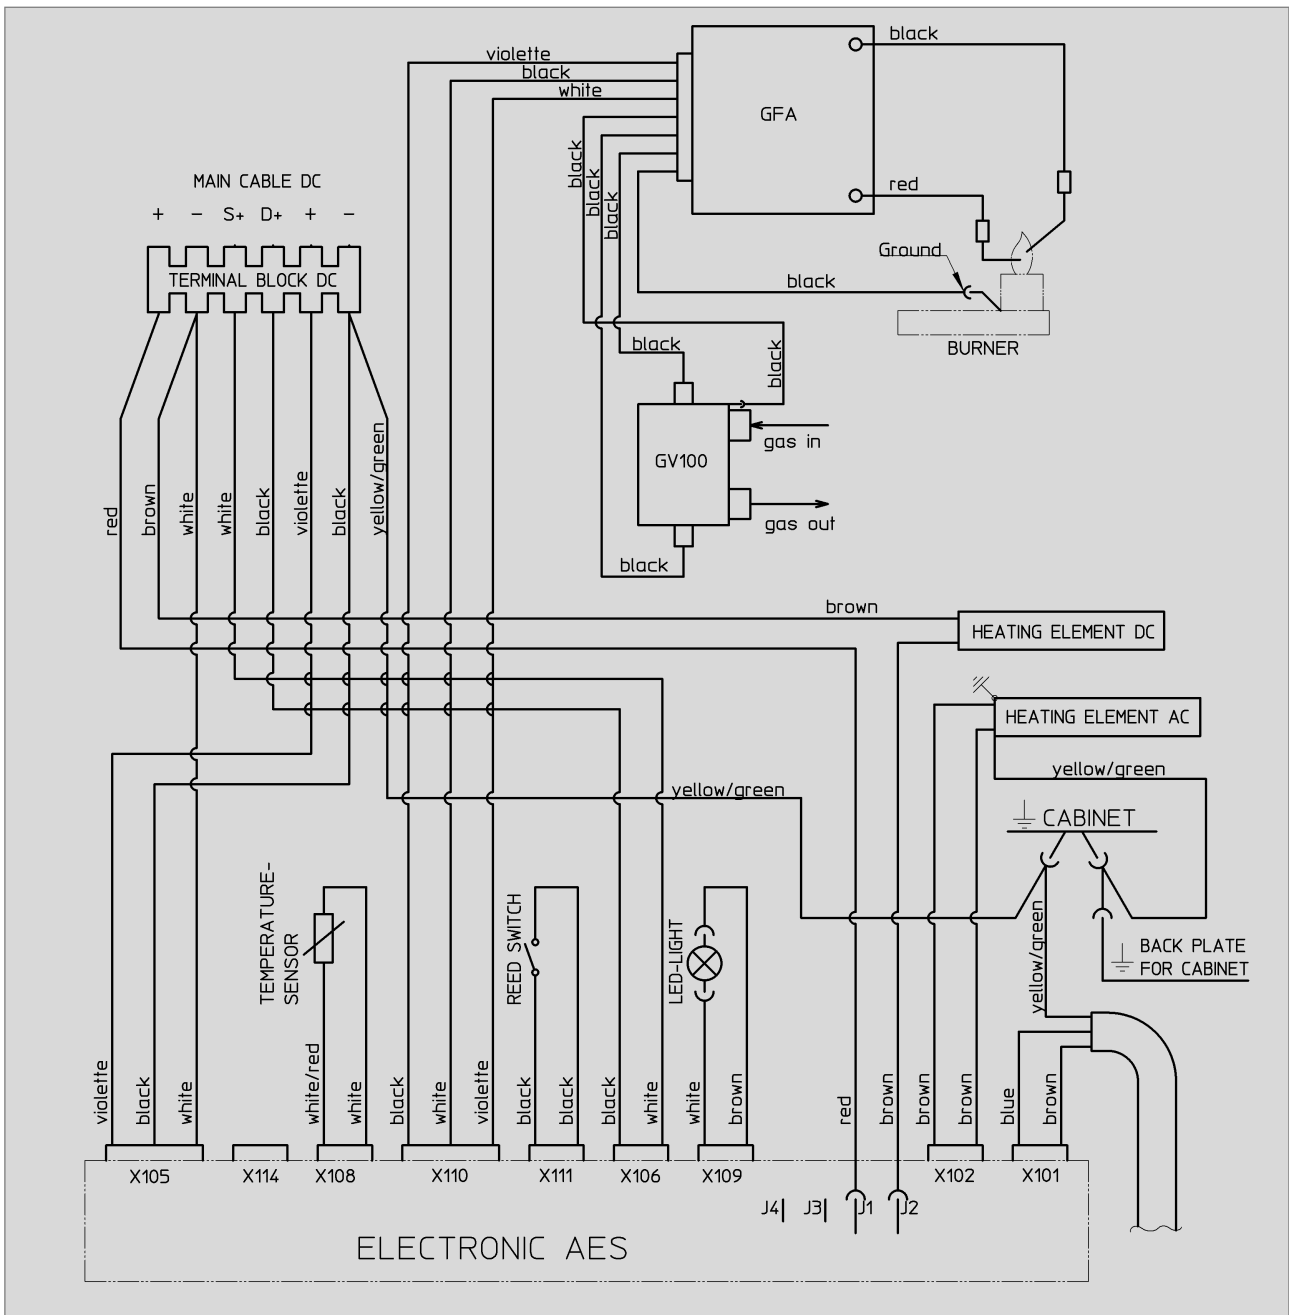 violette
black
white
black
GFA
red
black
black
black
MAIN CABLE DC
+ − S+ D+ + −
TERMINAL BLOCK DC
Ground
black
BURNER
black
black
gas in
GV100
gas out
black
red
brown
white
white
black
violette
black
yellow/green
brown
HEATING ELEMENT DC
HEATING ELEMENT AC
yellow/green
yellow/green
CABINET
BACK PLATE
FOR CABINET
yellow/green
TEMPERATURE-
SENSOR
REED SWITCH
LED-LIGHT
violette
black
white
white/red
white
black
white
violette
black
black
black
white
white
brown
red
brown
brown
brown
blue
brown
X105 X114 X108 X110 X111 X106 X109 X102 X101
J4 J3 J1 J2
ELECTRONIC AES